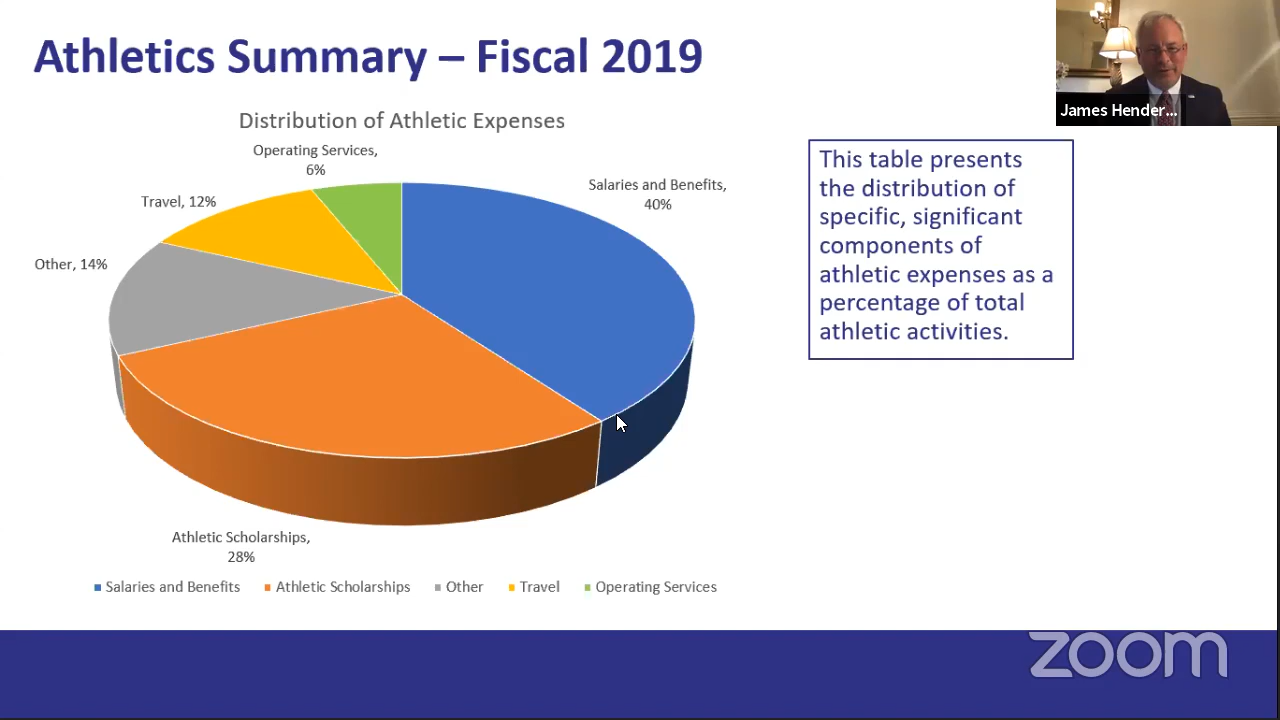 Athletics Summary – Fiscal 2019
James Hender...
Distribution of Athletic Expenses
Operating Services,
6%
Salaries and Benefits,
40%
Travel, 12%
Other, 14%
Athletic Scholarships,
28%
Salaries and Benefits
Athletic Scholarships
Other
Travel
Operating Services
This table presents
the distribution of
specific, significant
components of
athletic expenses as a
percentage of total
athletic activities.
zoom